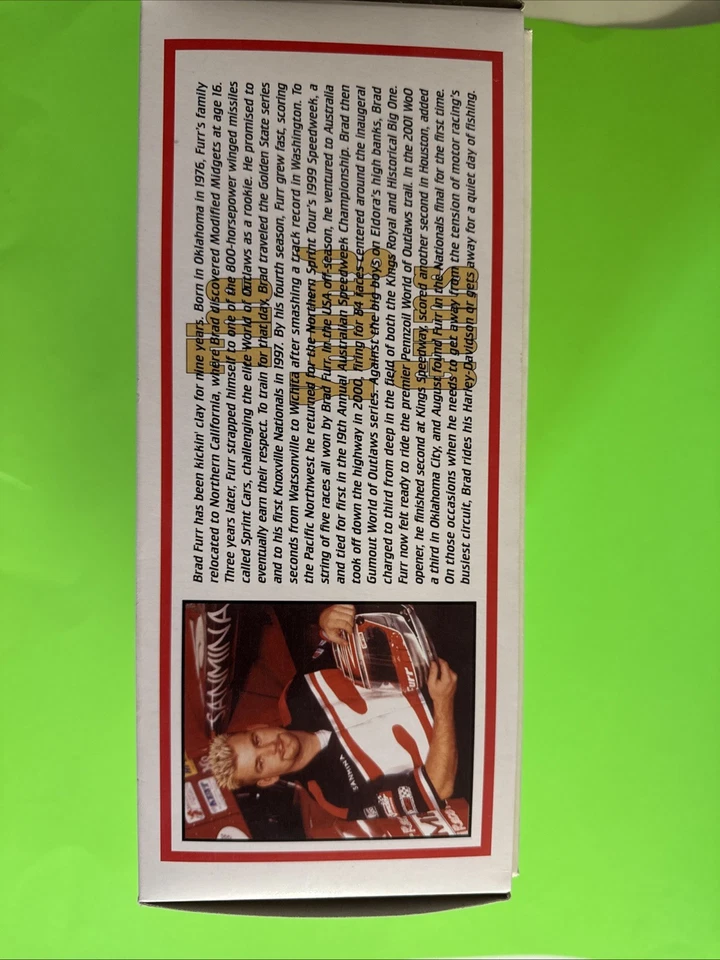 Brad Furr has been kickin' clay for nine years. Born in Oklahoma in 1976, Furr's family
relocated to Northern California, where Brad discovered Modified Midgets at age 16.
Three years later, Furr strapped himself to one of the 800-horsepower winged missiles
called Sprint Cars, challenging the elite World of Outlaws as a rookie. He promised to
eventually earn their respect. To train for that day, Brad traveled the Golden State series
and to his first Knoxville Nationals in 1997. By his fourth season, Furr grew fast, scoring
seconds from Watsonville to Wichita after smashing a track record in Washington. To
the Pacific Northwest he returned for the Northern Sprint Tour's 1999 Speedweek, a
string of five races all won by Brad Furr. In the USA off-season, he ventured to Australia
and tied for first in the 19th Annual Australian Speedweek Championship. Brad then
took off down the highway in 2000, firing for 84 races centered around the inaugural
Gumout World of Outlaws series. Against the big boys on Eldora's high banks, Brad
charged to third from deep in the field of both the Kings Royal and Historical Big One.
Furr now felt ready to ride the premier Pennzoil World of Outlaws trail. In the 2001 WoO
opener, he finished second at Kings Speedway, scored another second in Houston, added
a third in Oklahoma City, and August found Furr in the Nationals final for the first time.
On those occasions when he needs to get away from the tension of motor racing's
busiest circuit, Brad rides his Harley-Davidson or gets away for a quiet day of fishing.
SANMINA
SANMINA
Furr